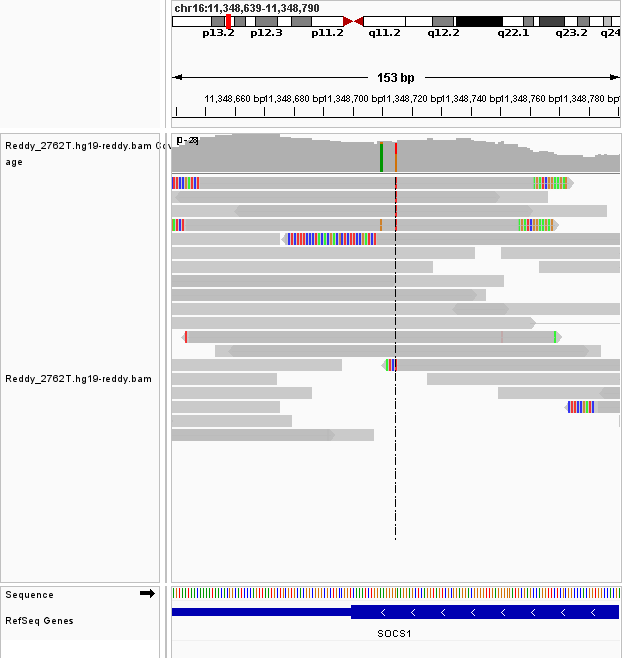 chr16:11,348,639-11,348,790
p13.2 p12.3 p11.2 q11.2 q12.2 q22.1 q23.2 q24
153 bp
11,348,660 bp 11,348,680 bp 11,348,700 bp 11,348,720 bp 11,348,740 bp 11,348,760 bp 11,348,780 bp
Reddy_2762T.hg19-reddy.bam Cov
age
Reddy_2762T.hg19-reddy.bam
Sequence
RefSeq Genes
SOCS1